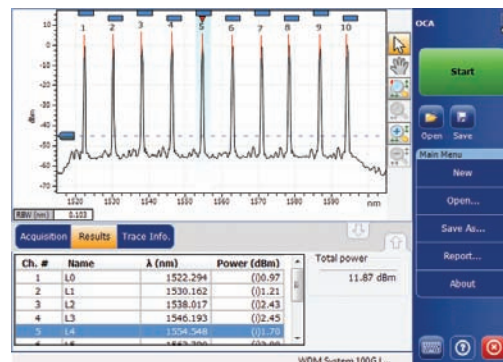 OCA
10
0
-10
-20
-30
-40
-50
-60
-70
dBm
1 2 3 4 5 6 7 8 9 10
1520 1530 1540 1550 1560 1570 1580 1590 nm
RBW (nm) 0.103
Start
Open Save
Main Menu
New
Open...
Save As...
Report...
About
Acquisition Results Trace Info.
Ch. # Name λ (nm) Power (dBm)
1 L0 1522.294 (i)0.97
2 L1 1530.162 (i)1.21
3 L2 1538.017 (i)2.43
4 L3 1546.193 (i)2.45
5 L4 1554.548 (i)1.70
Total power
11.87 dBm